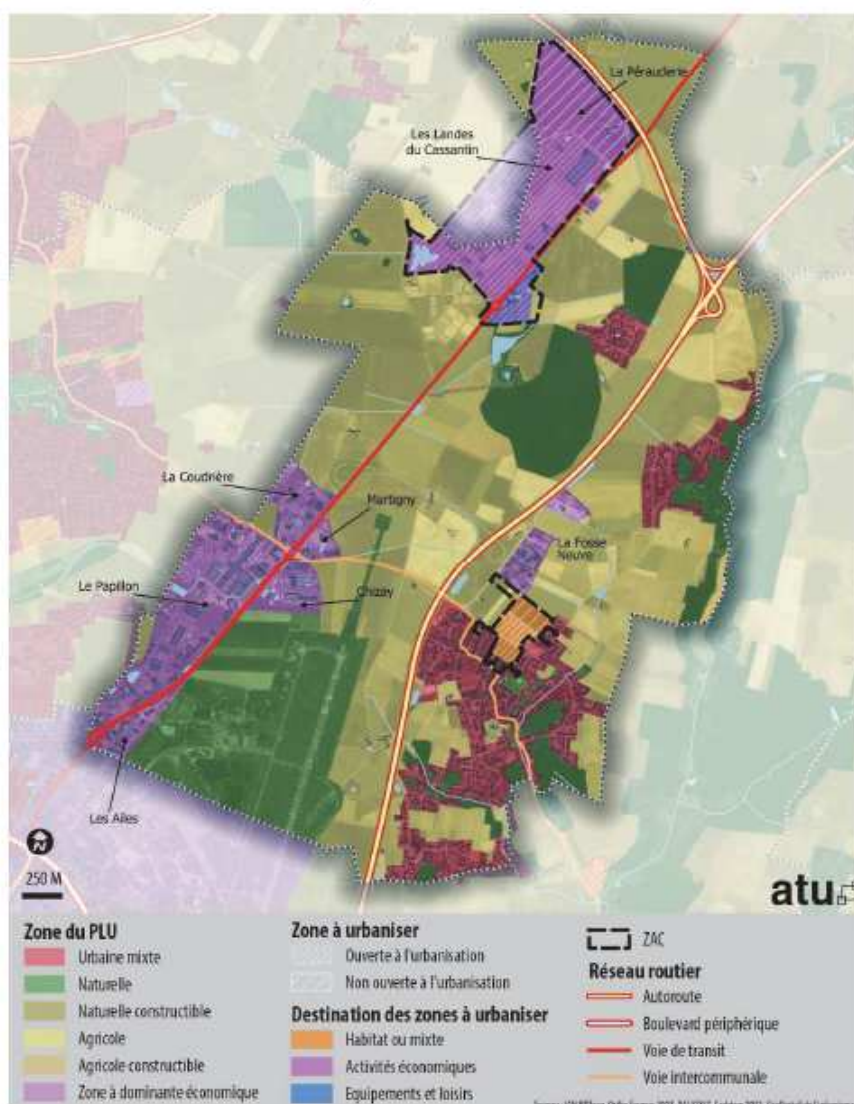 La Pérauderie
Les Landes
du Cassantin
La Coudrière
Martigny
La Fosse
Neuve
Le Papillon
Chizay
Les Ailes
250 M
atu
Zone du PLU
Urbaine mixte
Naturelle
Naturelle constructible
Agricole
Agricole constructible
Zone à dominante économique
Zone à urbaniser
Ouverte à l'urbanisation
Non ouverte à l'urbanisation
Destination des zones à urbaniser
Habitat ou mixte
Activités économiques
Equipements et loisirs
ZAC
Réseau routier
Autoroute
Boulevard périphérique
Voie de transit
Voie intercommunale